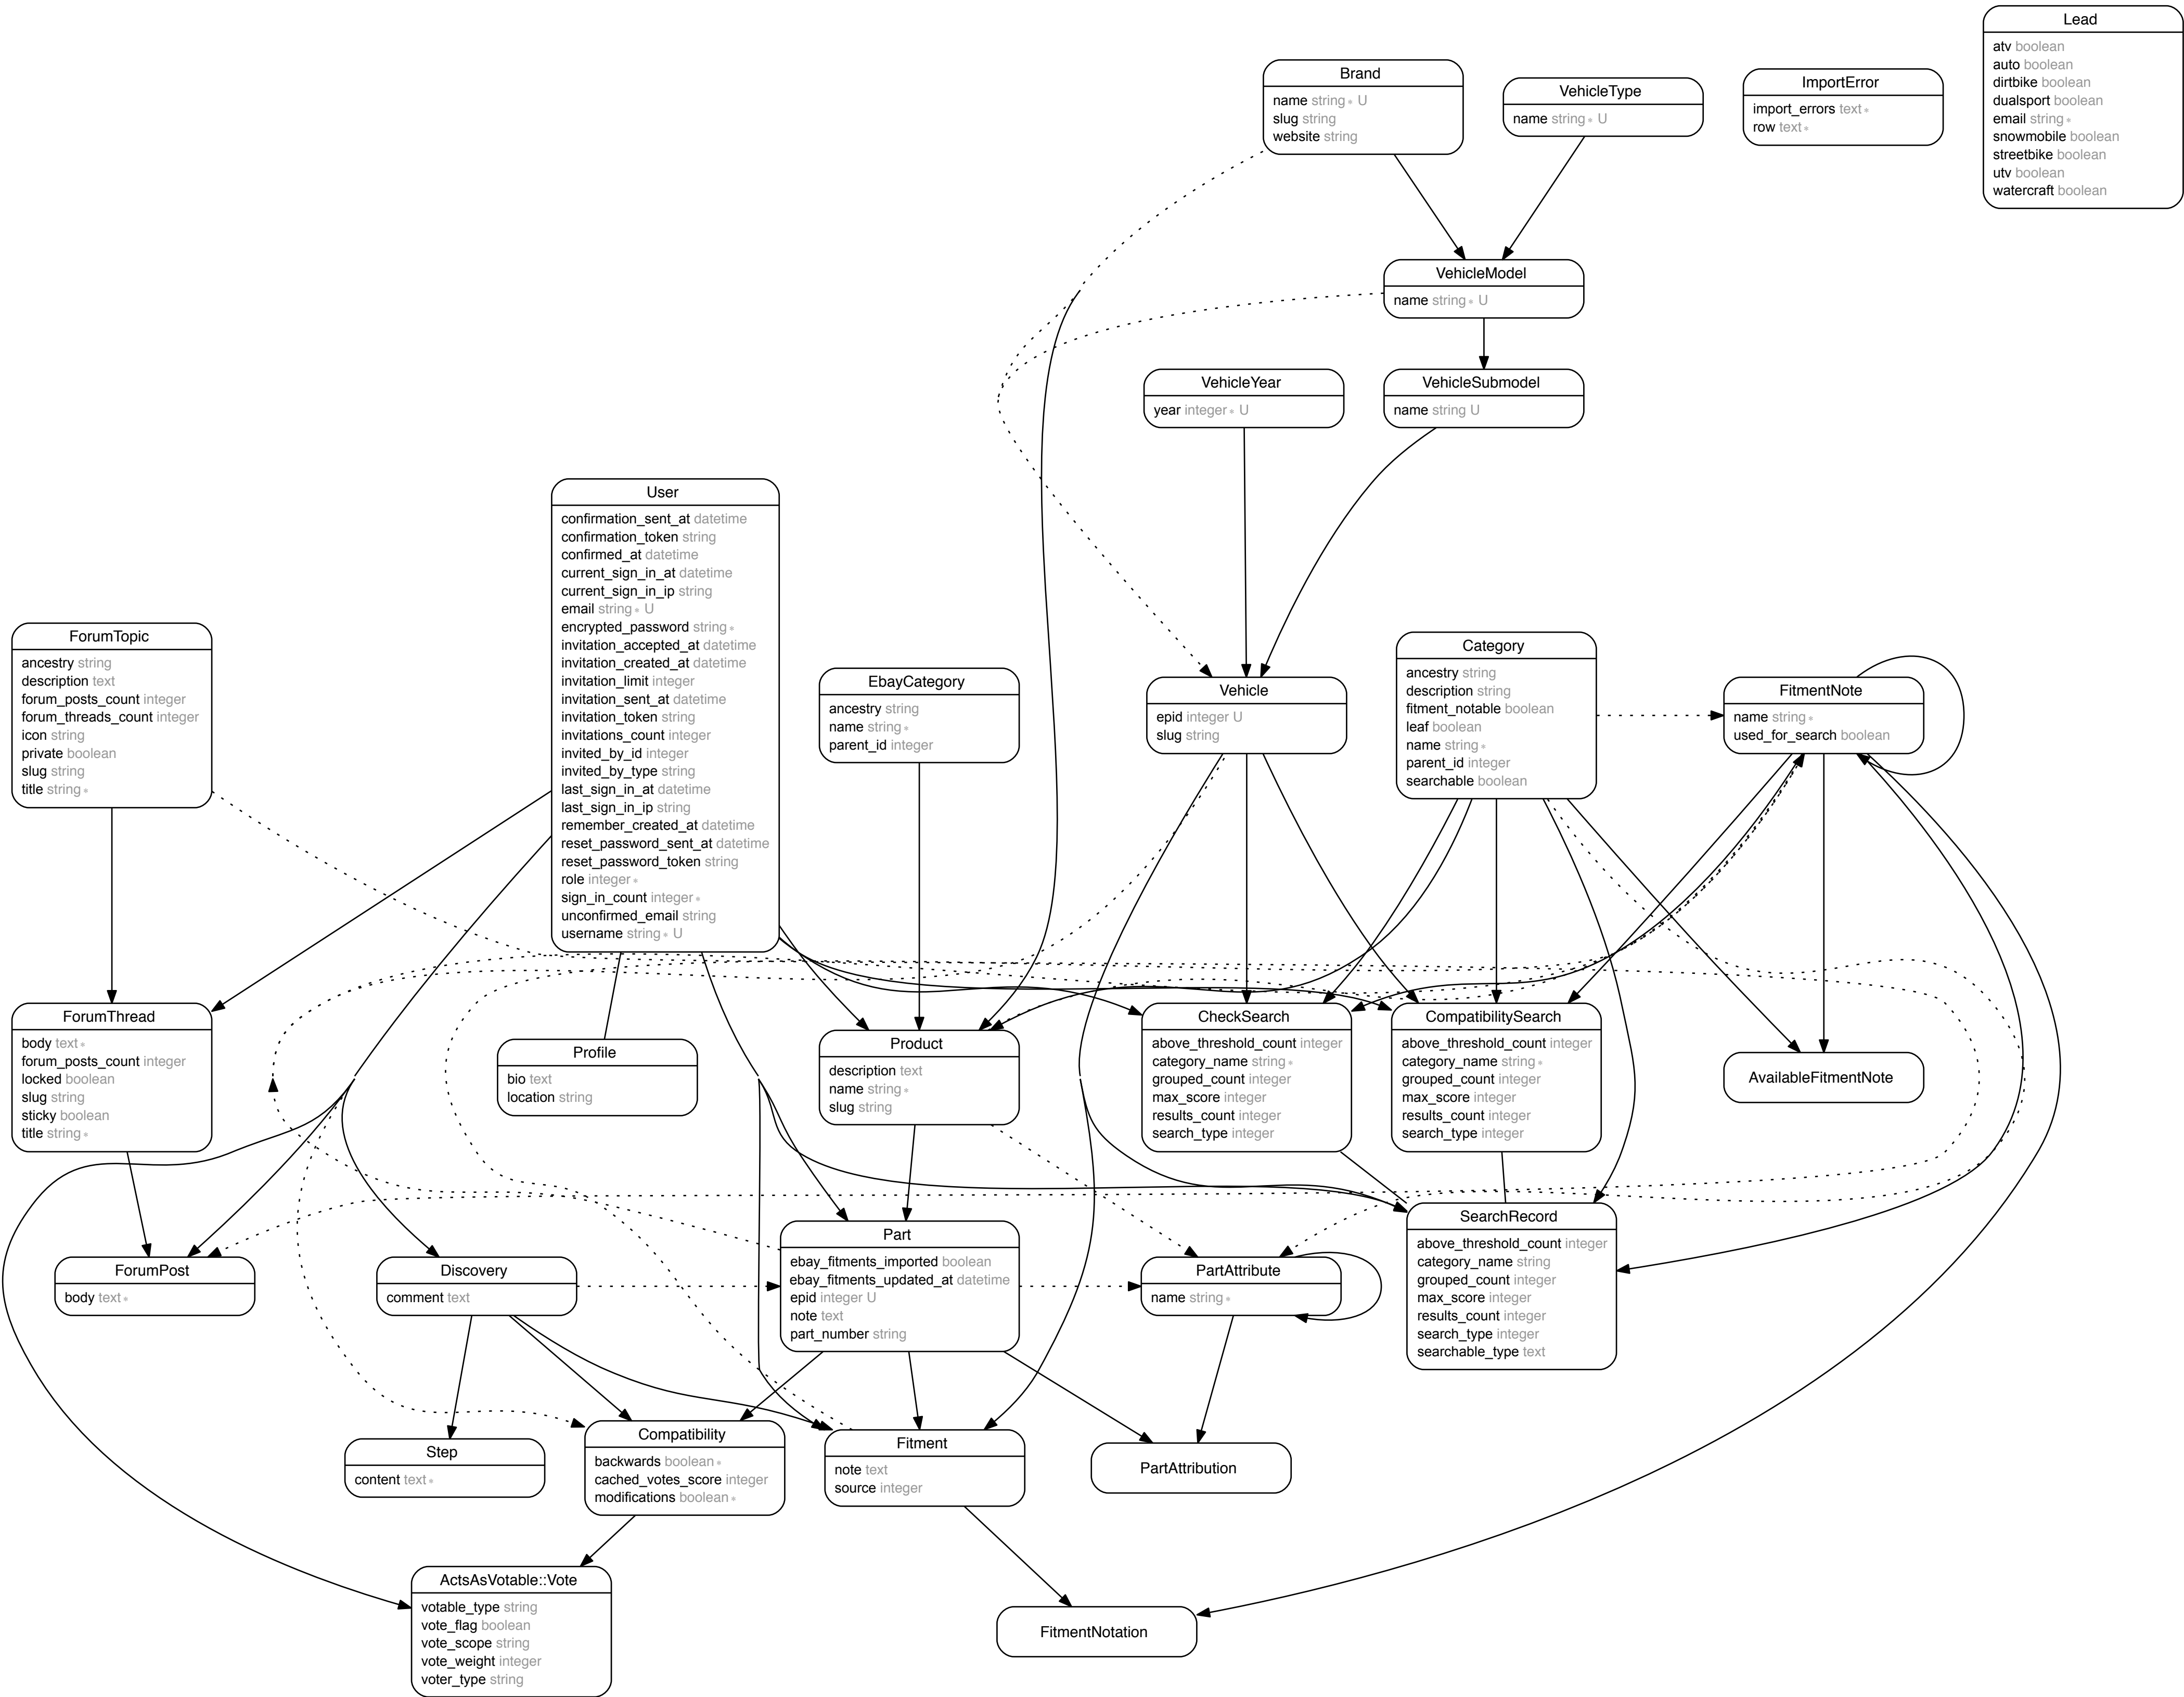 Lead
atv boolean
auto boolean
dirtbike boolean
dualsport boolean
email string *
snowmobile boolean
streetbike boolean
utv boolean
watercraft boolean
Brand
name string * U
slug string
website string
VehicleType
name string * U
ImportError
import_errors text *
row text *
VehicleModel
name string * U
VehicleYear
year integer * U
VehicleSubmodel
name string U
User
confirmation_sent_at datetime
confirmation_token string
confirmed_at datetime
current_sign_in_at datetime
current_sign_in_ip string
email string * U
encrypted_password string *
invitation_accepted_at datetime
invitation_created_at datetime
invitation_limit integer
invitation_sent_at datetime
invitation_token string
invitations_count integer
invited_by_id integer
invited_by_type string
last_sign_in_at datetime
last_sign_in_ip string
remember_created_at datetime
reset_password_sent_at datetime
reset_password_token string
role integer *
sign_in_count integer *
unconfirmed_email string
username string * U
ForumTopic
ancestry string
description text
forum_posts_count integer
forum_threads_count integer
icon string
private boolean
slug string
title string *
EbayCategory
ancestry string
name string *
parent_id integer
Vehicle
epid integer U
slug string
Category
ancestry string
description string
fitment_notable boolean
leaf boolean
name string *
parent_id integer
searchable boolean
FitmentNote
name string *
used_for_search boolean
ForumThread
body text *
forum_posts_count integer
locked boolean
slug string
sticky boolean
title string *
Profile
bio text
location string
Product
description text
name string *
slug string
CheckSearch
above_threshold_count integer
category_name string *
grouped_count integer
max_score integer
results_count integer
search_type integer
CompatibilitySearch
above_threshold_count integer
category_name string *
grouped_count integer
max_score integer
results_count integer
search_type integer
AvailableFitmentNote
ForumPost
body text *
Discovery
comment text
Part
ebay_fitments_imported boolean
ebay_fitments_updated_at datetime
epid integer U
note text
part_number string
PartAttribute
name string *
SearchRecord
above_threshold_count integer
category_name string
grouped_count integer
max_score integer
results_count integer
search_type integer
searchable_type text
Step
content text *
Compatibility
backwards boolean *
cached_votes_score integer
modifications boolean *
Fitment
note text
source integer
PartAttribution
ActsAsVotable::Vote
votable_type string
vote_flag boolean
vote_scope string
vote_weight integer
voter_type string
FitmentNotation